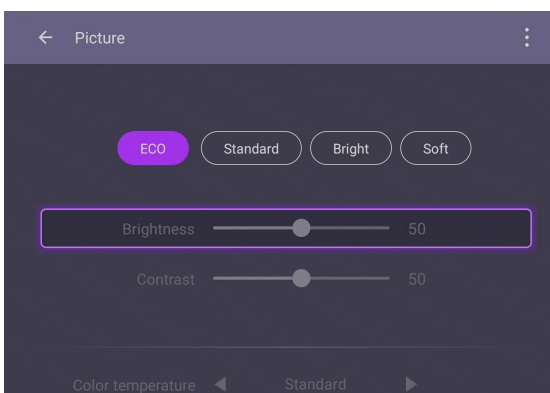 Picture
ECO Standard Bright Soft
Brightness 50
Contrast 50
Color temperature Standard